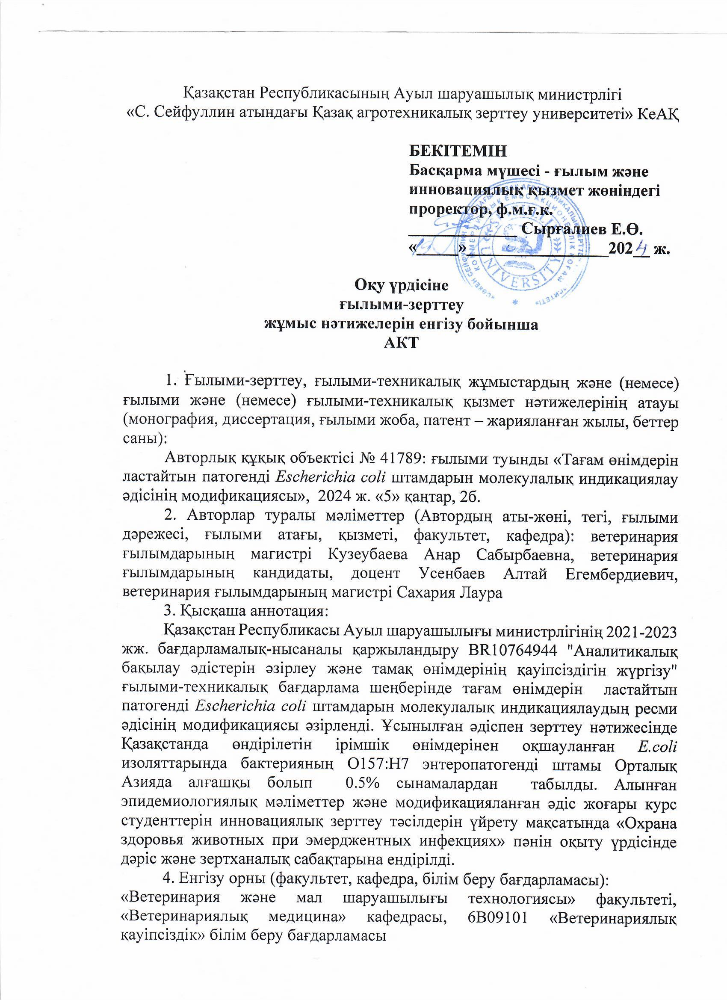 Қазақстан Республикасының Ауыл шаруашылық министрлігі
«С. Сейфуллин атындағы Қазақ агротехникалық зерттеу университеті» КеАҚ
БЕКІТЕМІН
Басқарма мүшесі - ғылым және
инновациялық қызмет жөніндегі
проректор, ф.м.ғ.к.
_____________ Сырғалиев Е.Ө.
«_____»_________________2024 ж.
UNIVERSITY
Оқу үрдісіне
ғылыми-зерттеу
жұмыс нәтижелерін енгізу бойынша
АКТ
1. Ғылыми-зерттеу, ғылыми-техникалық жұмыстардың және (немесе)
ғылыми және (немесе) ғылыми-техникалық қызмет нәтижелерінің атауы
(монография, диссертация, ғылыми жоба, патент – жарияланған жылы, беттер
саны):
Авторлық құқық объектісі № 41789: ғылыми туынды «Тағам өнімдерін
ластайтын патогенді Escherichia coli штамдарын молекулалық индикациялау
әдісінің модификациясы», 2024 ж. «5» қаңтар, 2б.
2. Авторлар туралы мәліметтер (Автордың аты-жөні, тегі, ғылыми
дәрежесі, ғылыми атағы, қызметі, факультет, кафедра): ветеринария
ғылымдарының магистрі Кузеубаева Анар Сабырбаевна, ветеринария
ғылымдарының кандидаты, доцент Усенбаев Алтай Егембердиевич,
ветеринария ғылымдарының магистрі Сахария Лаура
3. Қысқаша аннотация:
Қазақстан Республикасы Ауыл шаруашылығы министрлігінің 2021-2023
жж. бағдарламалық-нысаналы қаржыландыру BR10764944 "Аналитикалық
бақылау әдістерін әзірлеу және тамақ өнімдерінің қауіпсіздігін жүргізу"
ғылыми-техникалық бағдарлама шеңберінде тағам өнімдерін ластайтын
патогенді Escherichia coli штамдарын молекулалық индикациялаудың ресми
әдісінің модификациясы әзірленді. Ұсынылған әдіспен зерттеу нәтижесінде
Қазақстанда өндірілетін ірімшік өнімдерінен оқшауланған E.coli
изоляттарында бактерияның O157:H7 энтеропатогенді штамы Орталық
Азияда алғашқы болып 0.5% сынамалардан табылды. Алынған
эпидемиологиялық мәліметтер және модификацияланған әдіс жоғары курс
студенттерін инновациялық зерттеу тәсілдерін үйрету мақсатында «Охрана
здоровья животных при эмерджентных инфекциях» пәнін оқыту үрдісінде
дәріс және зертханалық сабақтарына ендірілді.
4. Енгізу орны (факультет, кафедра, білім беру бағдарламасы):
«Ветеринария және мал шаруашылығы технологиясы» факультеті,
«Ветеринариялық медицина» кафедрасы, 6В09101 «Ветеринариялық
қауіпсіздік» білім беру бағдарламасы